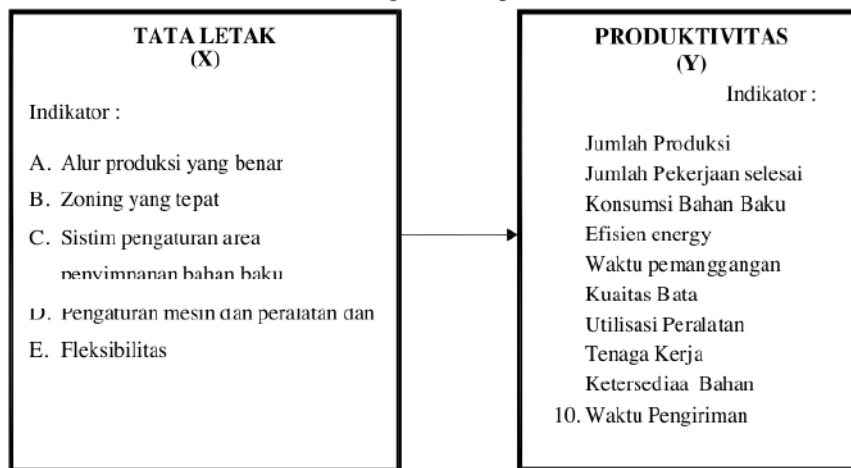 TATA LETAK
(X)
Indikator :
A. Alur produksi yang benar
B. Zoning yang tepat
C. Sistim pengaturan area
penyimpanan bahan baku
D. Pengaturan mesin dan peralatan dan
E. Fleksibilitas
PRODUKTIVITAS
(Y)
Indikator :
Jumlah Produksi
Jumlah Pekerjaan selesai
Konsumsi Bahan Baku
Efisien energy
Waktu pemanggangan
Kuaitas Bata
Utilisasi Peralatan
Tenaga Kerja
Ketersediaa Bahan
10. Waktu Pengiriman